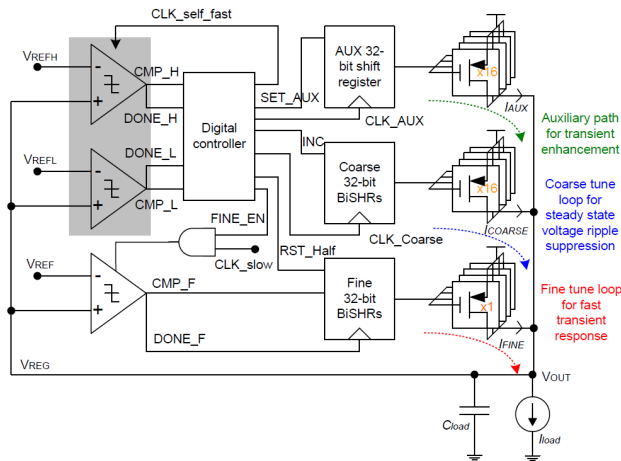 CLK_self_fast
VREFH
CMP_H
DONE_H
SET_AUX
AUX 32-
bit shift
register
CLK_AUX
x16
IAUX
Auxiliary path
for transient
enhancement
Digital
controller
VREFL
DONE_L
CMP_L
INC
Coarse
32-bit
BiSHRs
CLK_Coarse
x16
ICOARSE
Coarse tune
loop for
steady state
voltage ripple
suppression
FINE_EN
CLK_slow
RST_Half
VREF
CMP_F
DONE_F
Fine
32-bit
BiSHRs
x1
IFINE
Fine tune loop
for fast
transient
response
VREG
VOUT
Cload
Iload